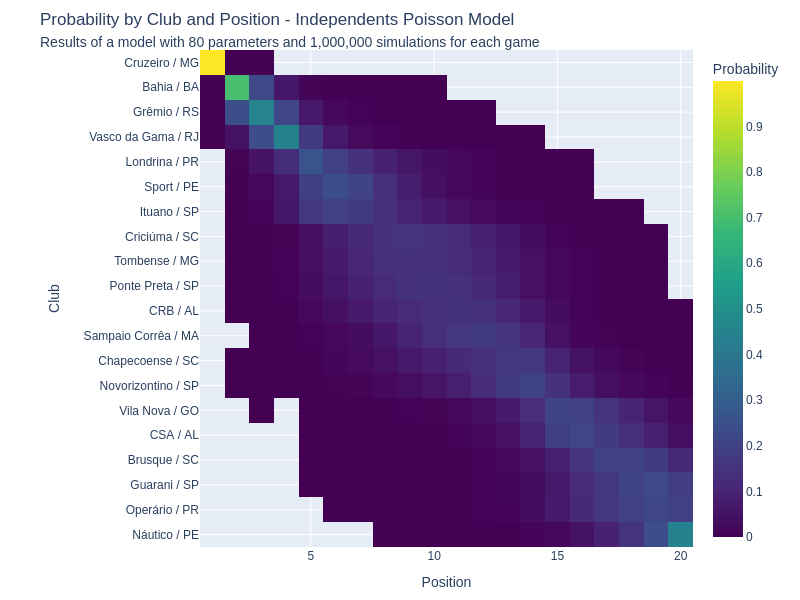 Probability by Club and Position - Independents Poisson Model
Results of a model with 80 parameters and 1,000,000 simulations for each game
Probability
Club
Cruzeiro / MG
Bahia / BA
Grêmio / RS
Vasco da Gama / RJ
Londrina / PR
Sport / PE
Ituano / SP
Criciúma / SC
Tombense / MG
Ponte Preta / SP
CRB / AL
Sampaio Corrêa / MA
Chapecoense / SC
Novorizontino / SP
Vila Nova / GO
CSA / AL
Brusque / SC
Guarani / SP
Operário / PR
Náutico / PE
5 10 15 20
Position
0.9
0.8
0.7
0.6
0.5
0.4
0.3
0.2
0.1
0